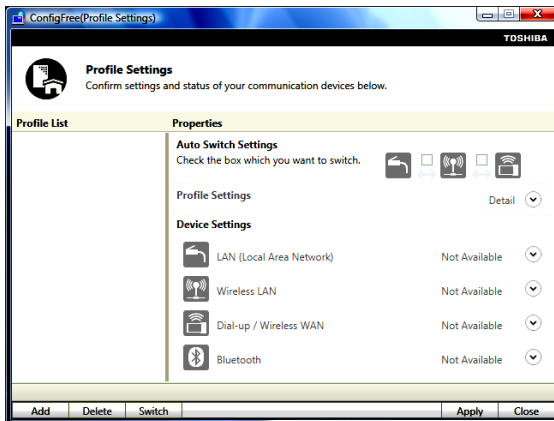 ConfigFree(Profile Settings)
TOSHIBA
Profile Settings
Confirm settings and status of your communication devices below.
Profile List
Properties
Auto Switch Settings
Check the box which you want to switch.
Profile Settings
Detail
Device Settings
LAN (Local Area Network)
Not Available
Wireless LAN
Not Available
Dial-up / Wireless WAN
Not Available
Bluetooth
Not Available
Add
Delete
Switch
Apply
Close